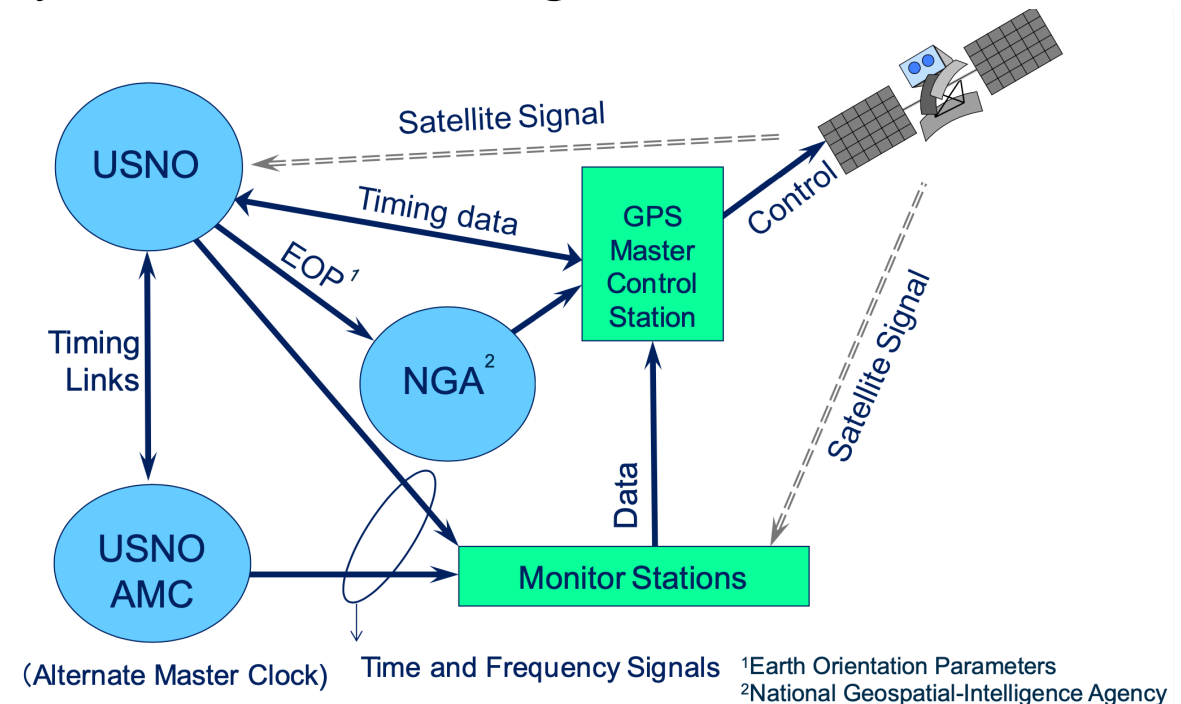 Satellite Signal
USNO
Timing data
GPS
Master
Control
Station
Control
EOP¹
Timing
Links
NGA²
Satellite Signal
Data
USNO
AMC
Monitor Stations
(Alternate Master Clock)
Time and Frequency Signals
¹Earth Orientation Parameters
²National Geospatial-Intelligence Agency